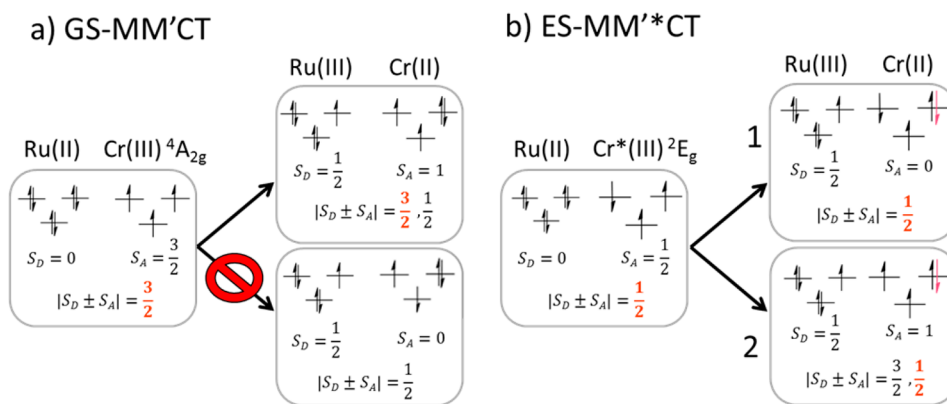 a) GS-MM'CT
Ru(II) Cr(III) ⁴A₂g
S_D = 0 S_A = 3/2
|S_D ± S_A| = 3/2
Ru(III) Cr(II)
S_D = 1/2 S_A = 1
|S_D ± S_A| = 3/2 , 1/2
S_D = 1/2 S_A = 0
|S_D ± S_A| = 1/2
b) ES-MM'*CT
Ru(II) Cr*(III) ²Eg
S_D = 0 S_A = 1/2
|S_D ± S_A| = 1/2
Ru(III) Cr(II)
1
S_D = 1/2 S_A = 0
|S_D ± S_A| = 1/2
2
S_D = 1/2 S_A = 1
|S_D ± S_A| = 3/2 , 1/2